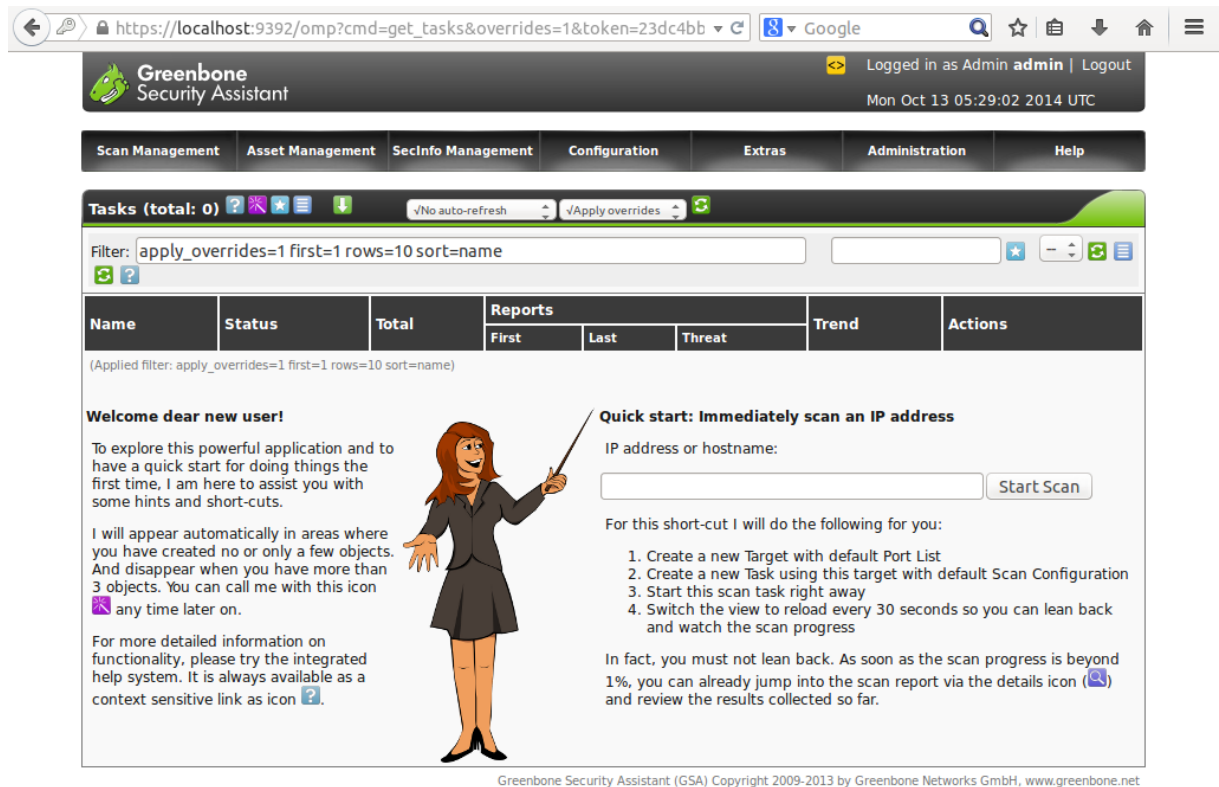 https://localhost:9392/omp?cmd=get_tasks&overrides=1&token=23dc4bb
Google
Greenbone
Security Assistant
Logged in as Admin admin | Logout
Mon Oct 13 05:29:02 2014 UTC
Scan Management Asset Management SecInfo Management Configuration Extras Administration Help
Tasks (total: 0) √No auto-refresh √Apply overrides
Filter: apply_overrides=1 first=1 rows=10 sort=name --
Name Status Total Reports Trend Actions
First Last Threat
(Applied filter: apply_overrides=1 first=1 rows=10 sort=name)
Welcome dear new user!
To explore this powerful application and to
have a quick start for doing things the
first time, I am here to assist you with
some hints and short-cuts.
I will appear automatically in areas where
you have created no or only a few objects.
And disappear when you have more than
3 objects. You can call me with this icon
any time later on.
For more detailed information on
functionality, please try the integrated
help system. It is always available as a
context sensitive link as icon ?.
Quick start: Immediately scan an IP address
IP address or hostname:
Start Scan
For this short-cut I will do the following for you:
1. Create a new Target with default Port List
2. Create a new Task using this target with default Scan Configuration
3. Start this scan task right away
4. Switch the view to reload every 30 seconds so you can lean back
and watch the scan progress
In fact, you must not lean back. As soon as the scan progress is beyond
1%, you can already jump into the scan report via the details icon ( )
and review the results collected so far.
Greenbone Security Assistant (GSA) Copyright 2009-2013 by Greenbone Networks GmbH, www.greenbone.net